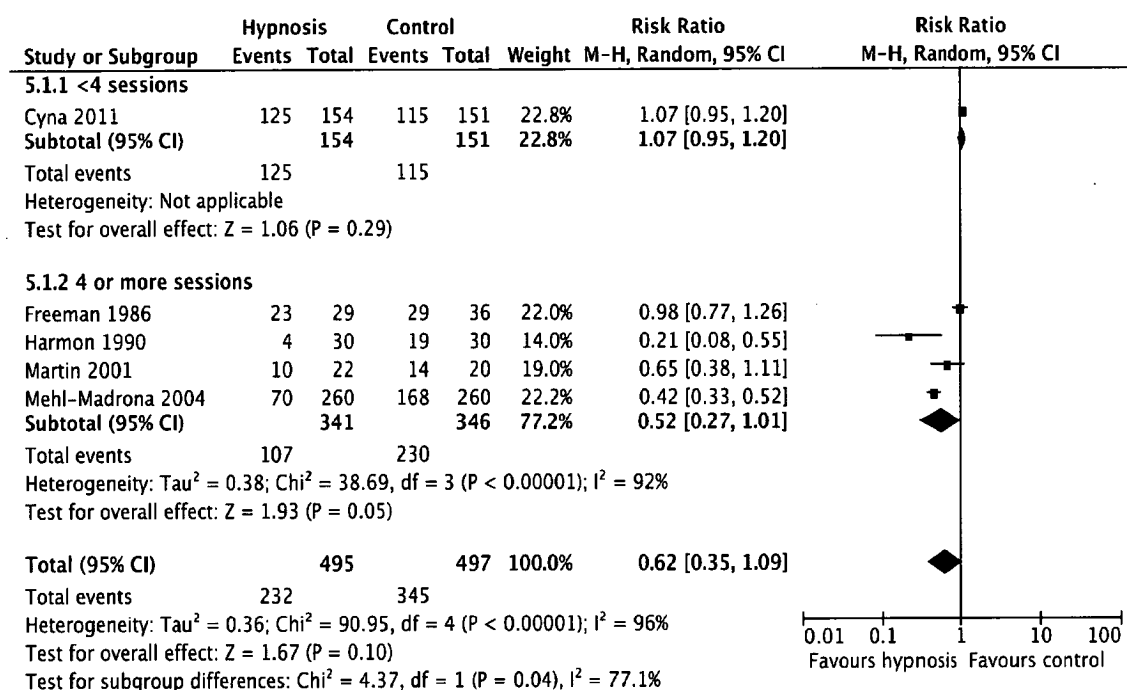 Hypnosis Control Risk Ratio Risk Ratio
Study or Subgroup Events Total Events Total Weight M-H, Random, 95% CI M-H, Random, 95% CI
5.1.1 <4 sessions
Cyna 2011 125 154 115 151 22.8% 1.07 [0.95, 1.20]
Subtotal (95% CI) 154 151 22.8% 1.07 [0.95, 1.20]
Total events 125 115
Heterogeneity: Not applicable
Test for overall effect: Z = 1.06 (P = 0.29)
5.1.2 4 or more sessions
Freeman 1986 23 29 29 36 22.0% 0.98 [0.77, 1.26]
Harmon 1990 4 30 19 30 14.0% 0.21 [0.08, 0.55]
Martin 2001 10 22 14 20 19.0% 0.65 [0.38, 1.11]
Mehl-Madrona 2004 70 260 168 260 22.2% 0.42 [0.33, 0.52]
Subtotal (95% CI) 341 346 77.2% 0.52 [0.27, 1.01]
Total events 107 230
Heterogeneity: Tau² = 0.38; Chi² = 38.69, df = 3 (P < 0.00001); I² = 92%
Test for overall effect: Z = 1.93 (P = 0.05)
Total (95% CI) 495 497 100.0% 0.62 [0.35, 1.09]
Total events 232 345
Heterogeneity: Tau² = 0.36; Chi² = 90.95, df = 4 (P < 0.00001); I² = 96%
Test for overall effect: Z = 1.67 (P = 0.10)
Test for subgroup differences: Chi² = 4.37, df = 1 (P = 0.04), I² = 77.1%
0.01 0.1 1 10 100
Favours hypnosis Favours control